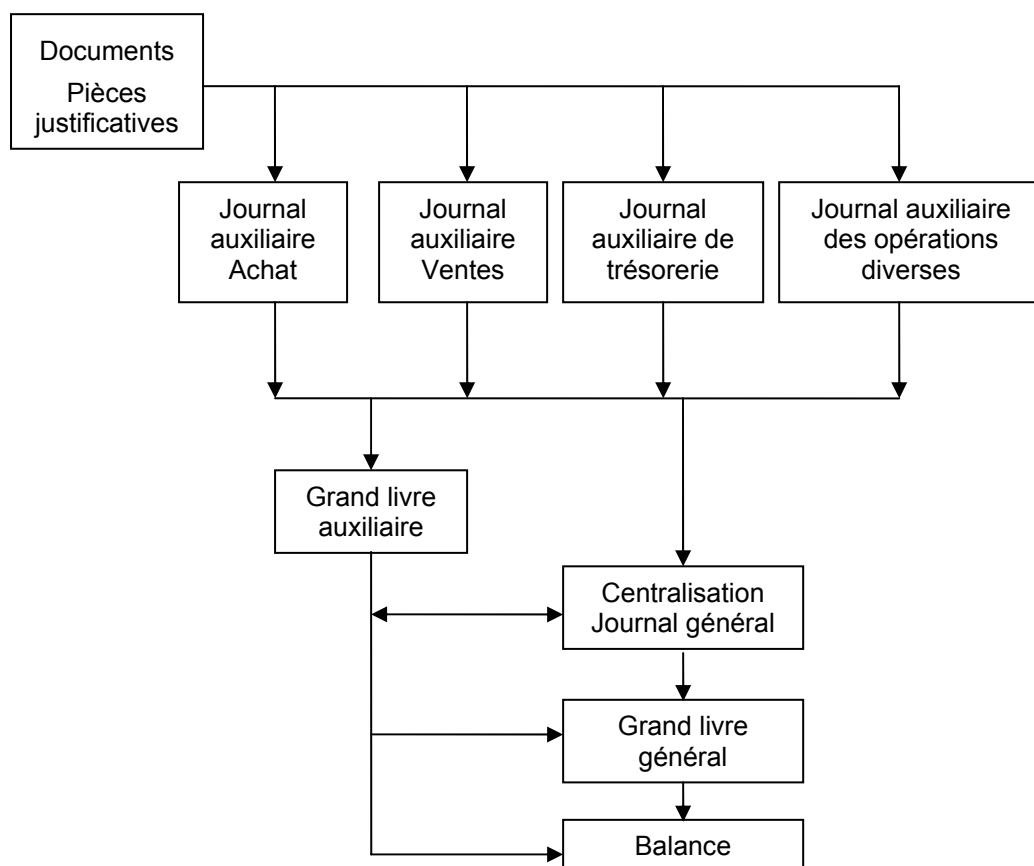 Documents
Pièces
justificatives
Journal
auxiliaire
Achat
Journal
auxiliaire
Ventes
Journal
auxiliaire de
trésorerie
Journal auxiliaire
des opérations
diverses
Grand livre
auxiliaire
Centralisation
Journal général
Grand livre
général
Balance